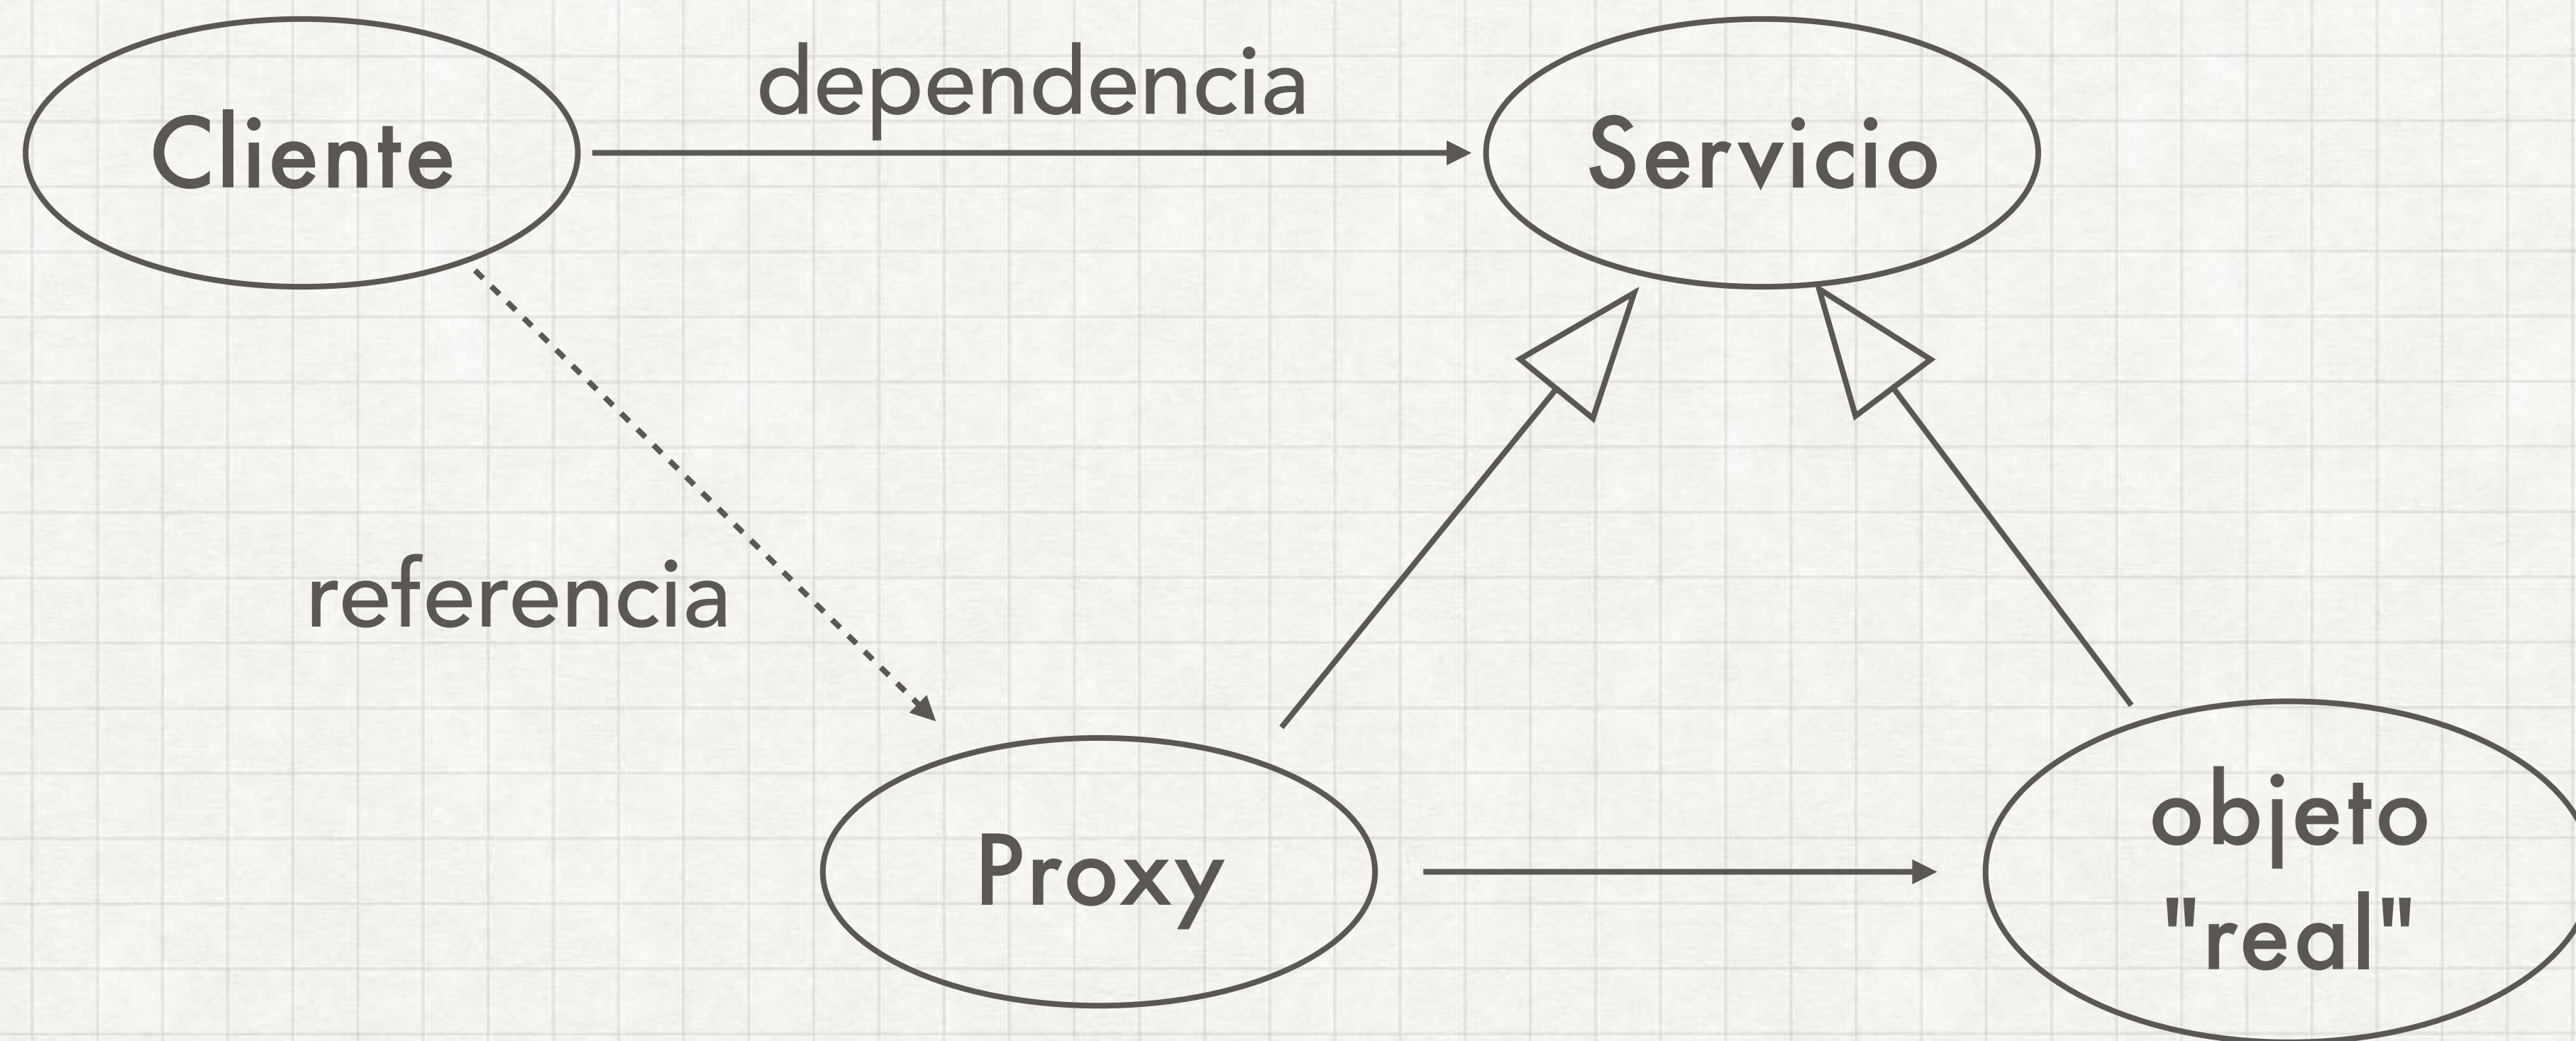 Cliente
dependencia
Servicio
referencia
Proxy
objeto
"real"